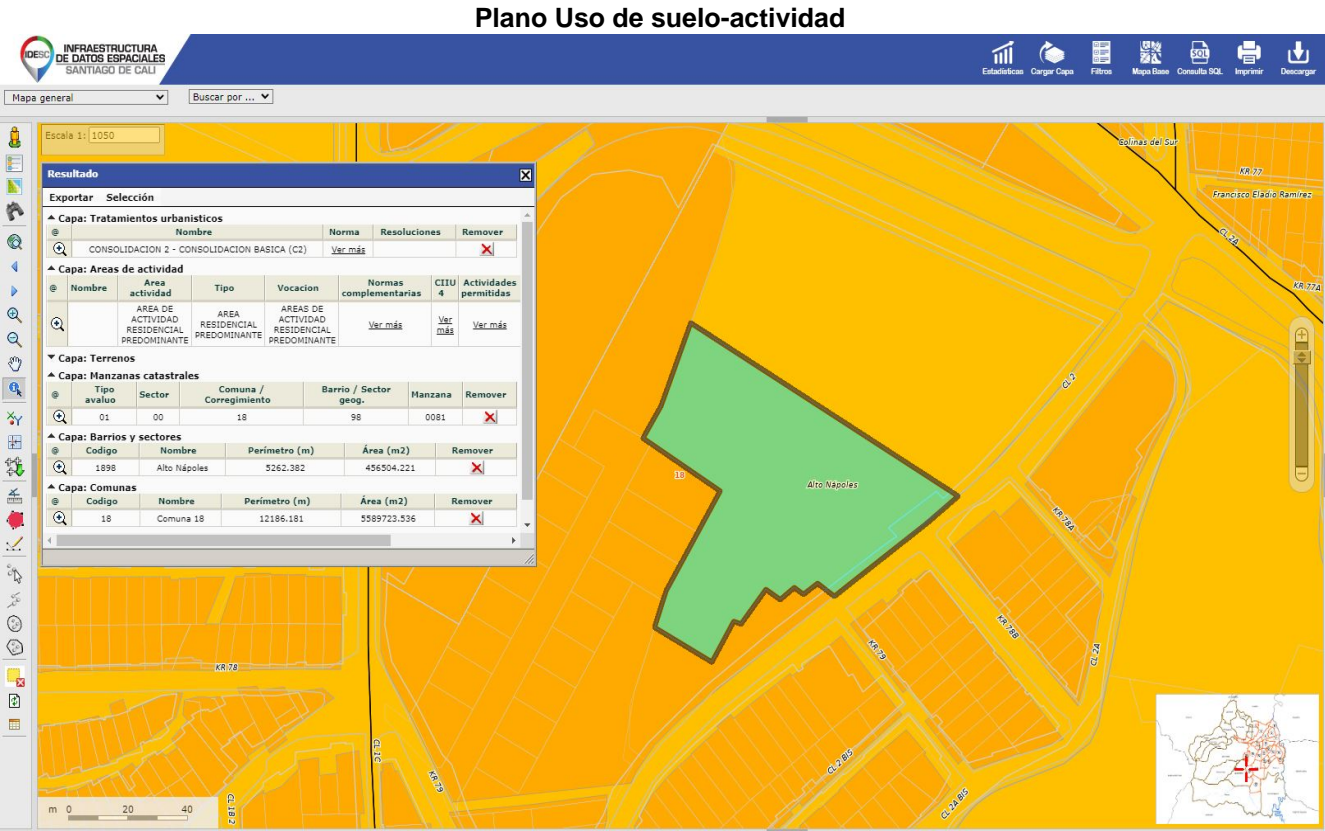 Plano Uso de suelo-actividad
IDESC
INFRAESTRUCTURA
DE DATOS ESPACIALES
SANTIAGO DE CALI
Estadísticas Cargar Capa Filtros Mapa Base Consulta SQL Imprimir Descargar
Mapa general Buscar por ...
Escala 1: 1050
Resultado
Exportar Selección
Capa: Tratamientos urbanisticos
@ Nombre Norma Resoluciones Remover
CONSOLIDACION 2 - CONSOLIDACION BASICA (C2) Ver más
Capa: Areas de actividad
@ Nombre Area actividad Tipo Vocacion Normas complementarias CIIU 4 Actividades permitidas
AREA DE ACTIVIDAD RESIDENCIAL PREDOMINANTE AREA RESIDENCIAL PREDOMINANTE AREAS DE ACTIVIDAD RESIDENCIAL PREDOMINANTE Ver más Ver más Ver más
Capa: Terrenos
Capa: Manzanas catastrales
@ Tipo avaluo Sector Comuna / Corregimiento Barrio / Sector geog. Manzana Remover
01 00 18 98 0081
Capa: Barrios y sectores
@ Codigo Nombre Perímetro (m) Área (m2) Remover
1898 Alto Nápoles 5262.382 456504.221
Capa: Comunas
@ Codigo Nombre Perímetro (m) Área (m2) Remover
18 Comuna 18 12186.181 5589723.536
Colinas del Sur
KR 77
Francisco Eladio Ramirez
CL 2A
KR 77A
CL 2
18
Alto Nápoles
KR 78A
KR 78B
KR 79
CL 2A
KR 78
CL 1C
KR 79
CL 2 BIS
CL 2A BIS
CL 1B 2
m 0 20 40